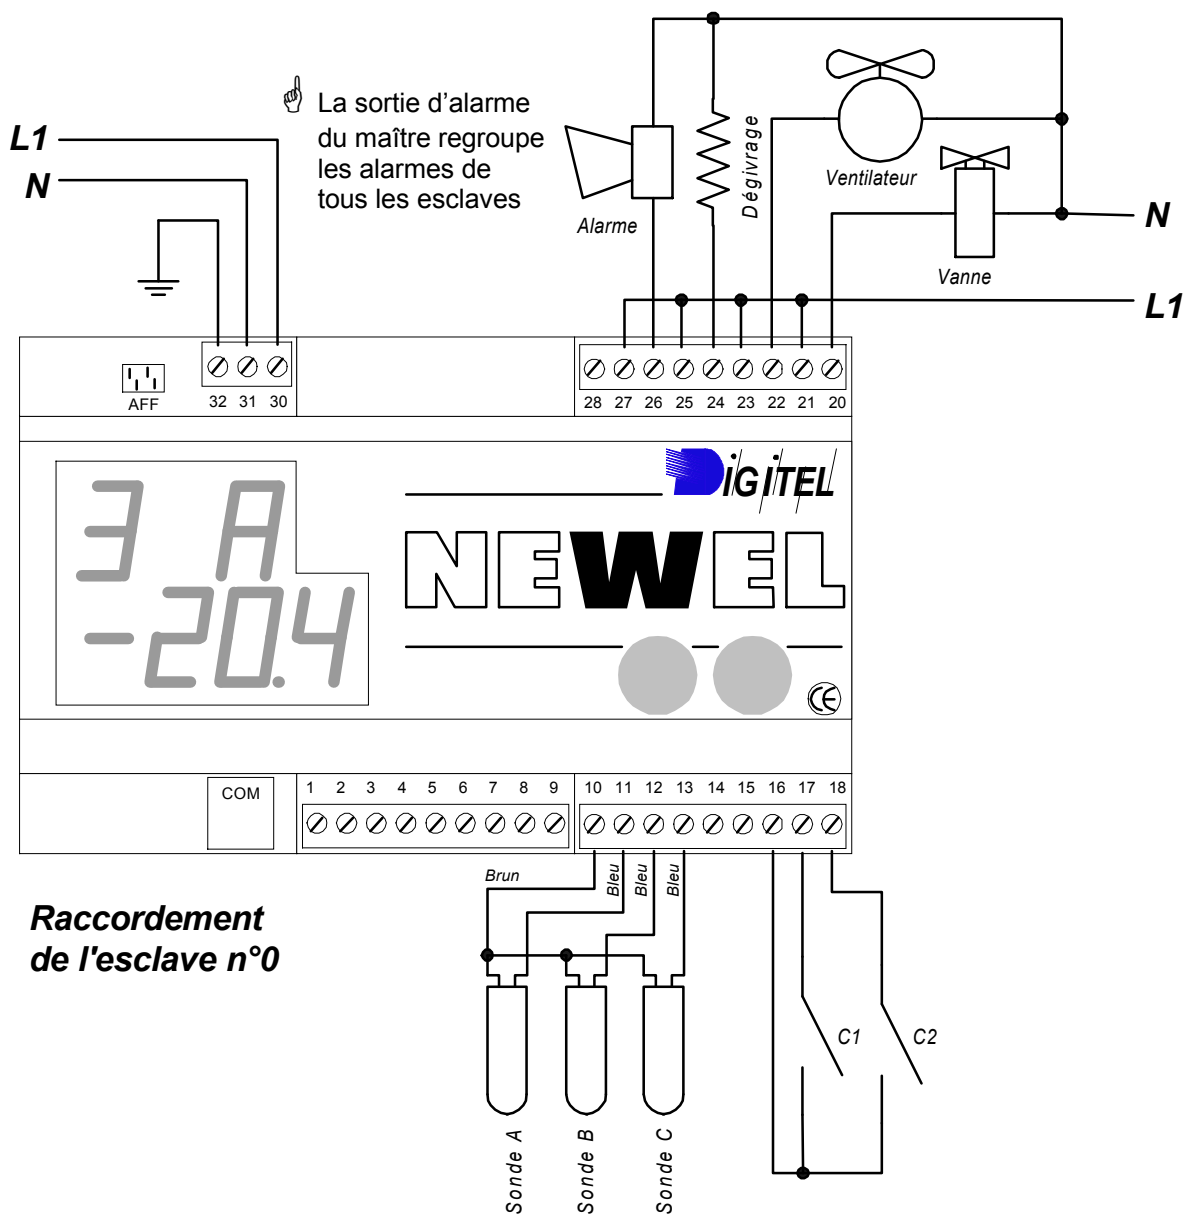 La sortie d’alarme
du maître regroupe
les alarmes de
tous les esclaves
L1
N
Alarme
Dégivrage
Ventilateur
Vanne
N
L1
AFF
32 31 30
28 27 26 25 24 23 22 21 20
DIGITEL
3 A
-20.4
NEWEL
CE
COM
1 2 3 4 5 6 7 8 9
10 11 12 13 14 15 16 17 18
Brun
Bleu
Bleu
Bleu
Raccordement
de l'esclave n°0
C1
C2
Sonde A
Sonde B
Sonde C